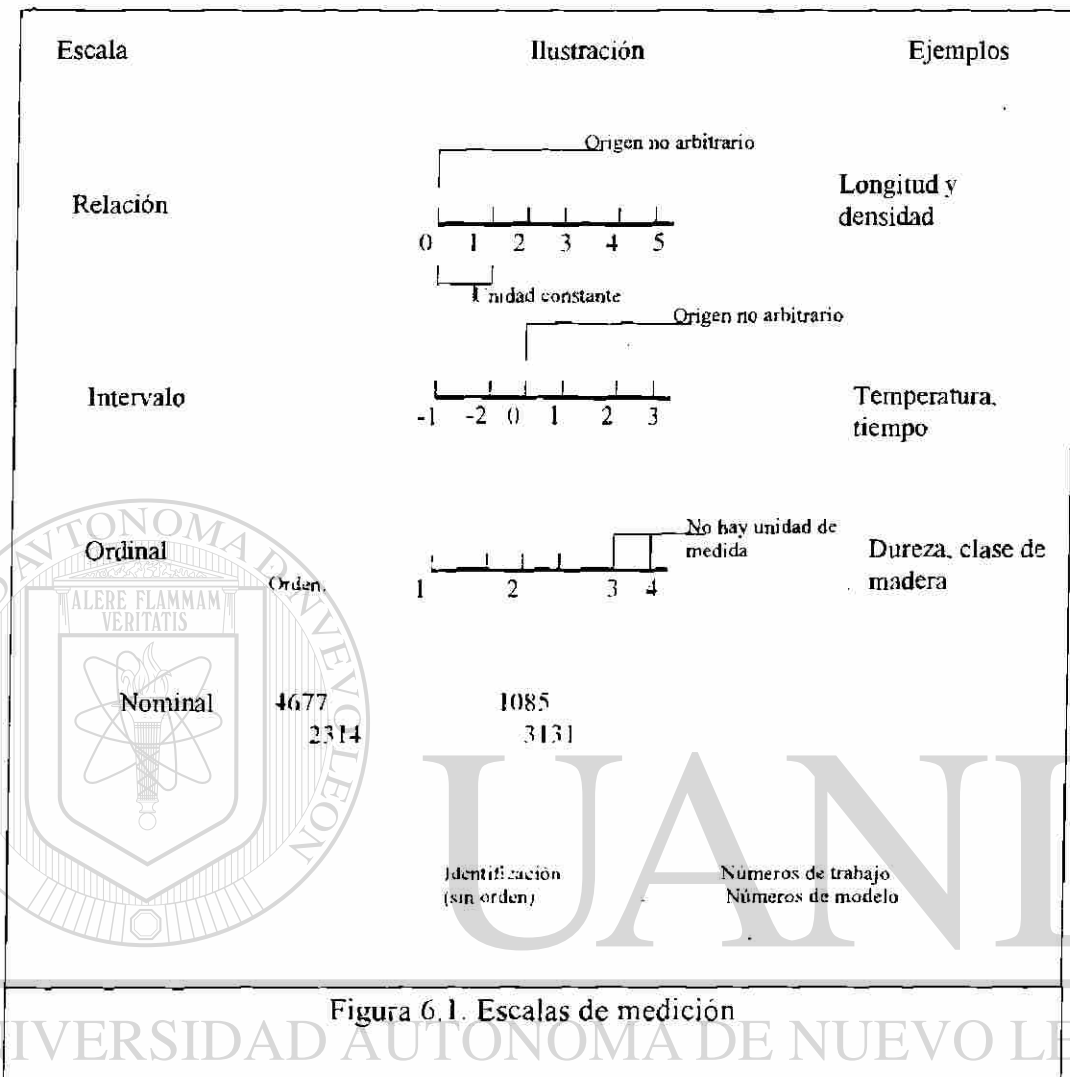 Escala Ilustración Ejemplos
Origen no arbitrario
Relación
Longitud y
densidad
0 1 2 3 4 5
Unidad constante
Origen no arbitrario
Intervalo
Temperatura,
tiempo
-1 -2 0 1 2 3
No hay unidad de
medida
Ordinal
Orden.
Dureza, clase de
madera
1 2 3 4
Nominal 4677 1085
2314 3131
Identificación
(sin orden)
Números de trabajo
Números de modelo
ALERE FLAMMAM
VERITATIS
UANL
Figura 6.1. Escalas de medición
UNIVERSIDAD AUTONOMA DE NUEVO LE